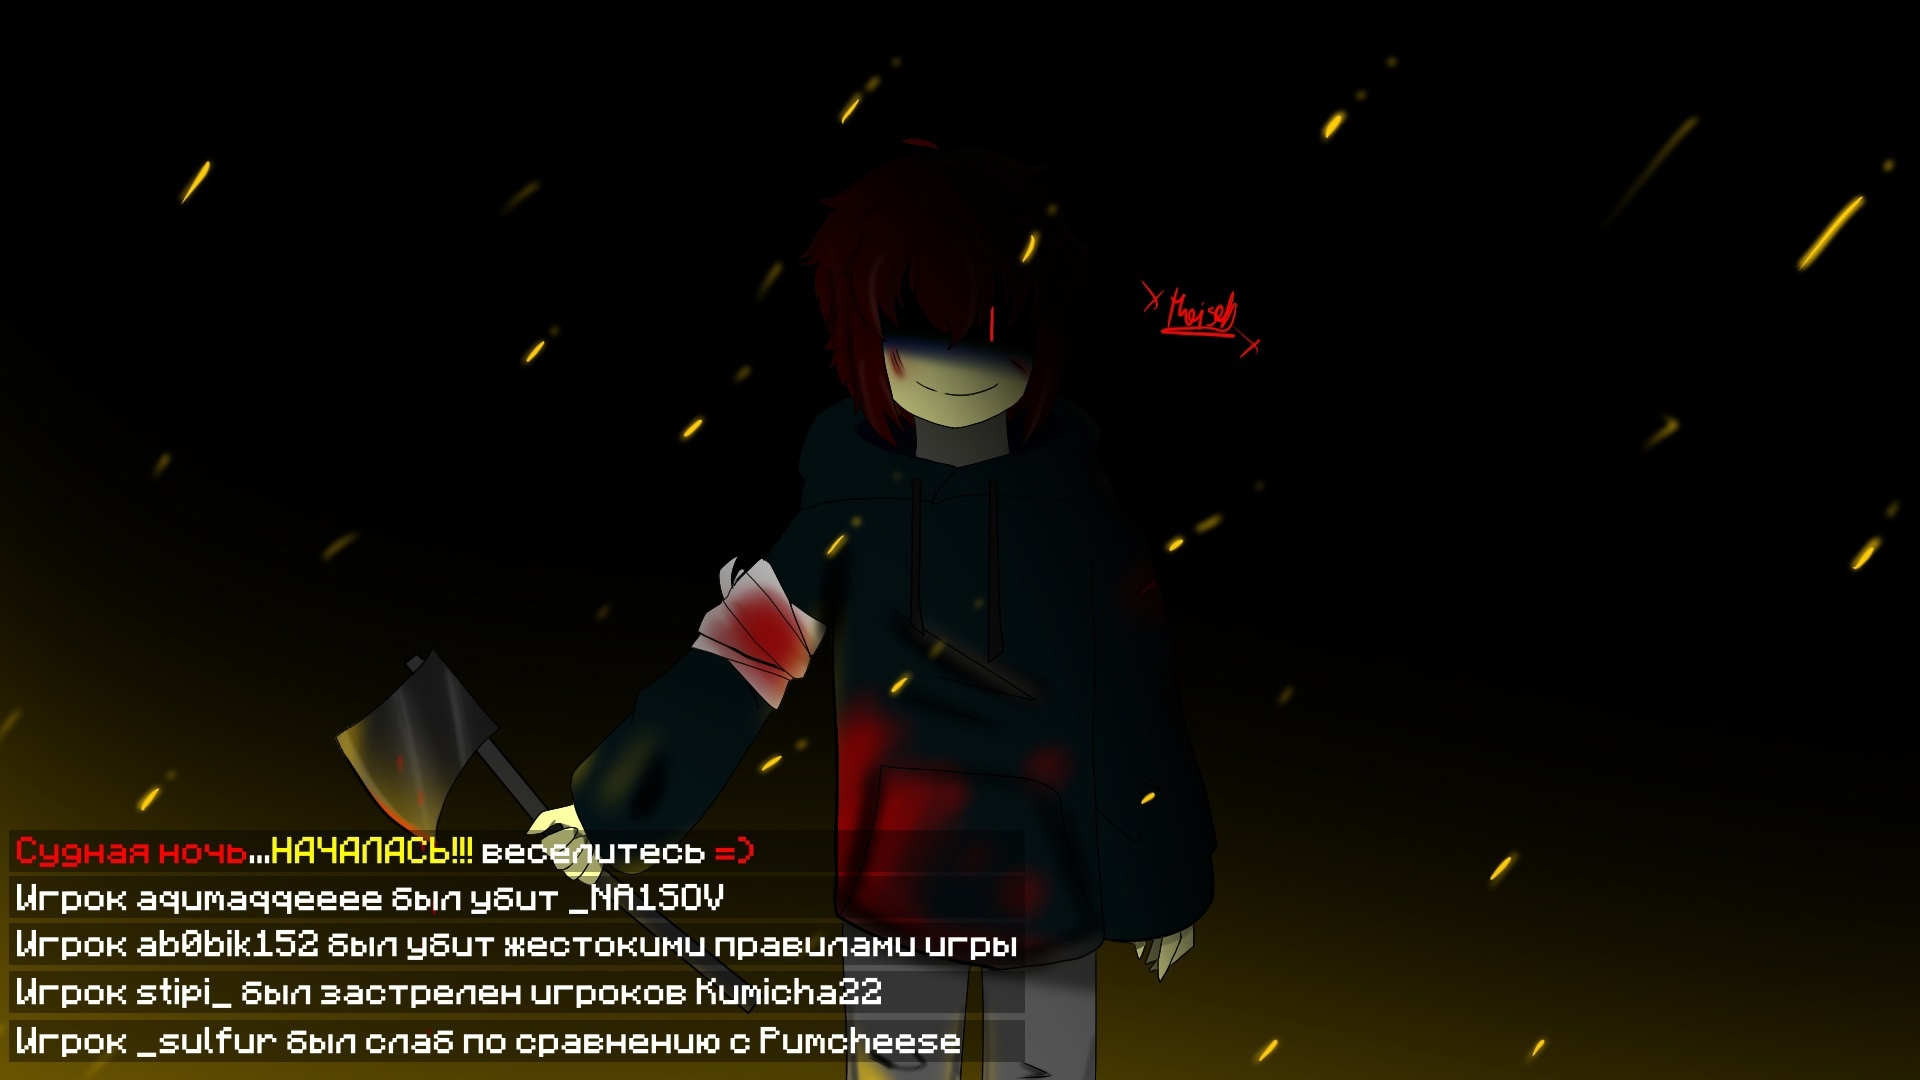 Судная ночь...НАЧАЛАСЬ!!! веселитесь =)
Игрок aqumaqqeeee был убит _NA1SOV
Игрок ab0bik152 был убит жестокими правилами игры
Игрок stipi_ был застрелен игроков Kumicha22
Игрок _sulfur был слаб по сравнению с Pumcheese